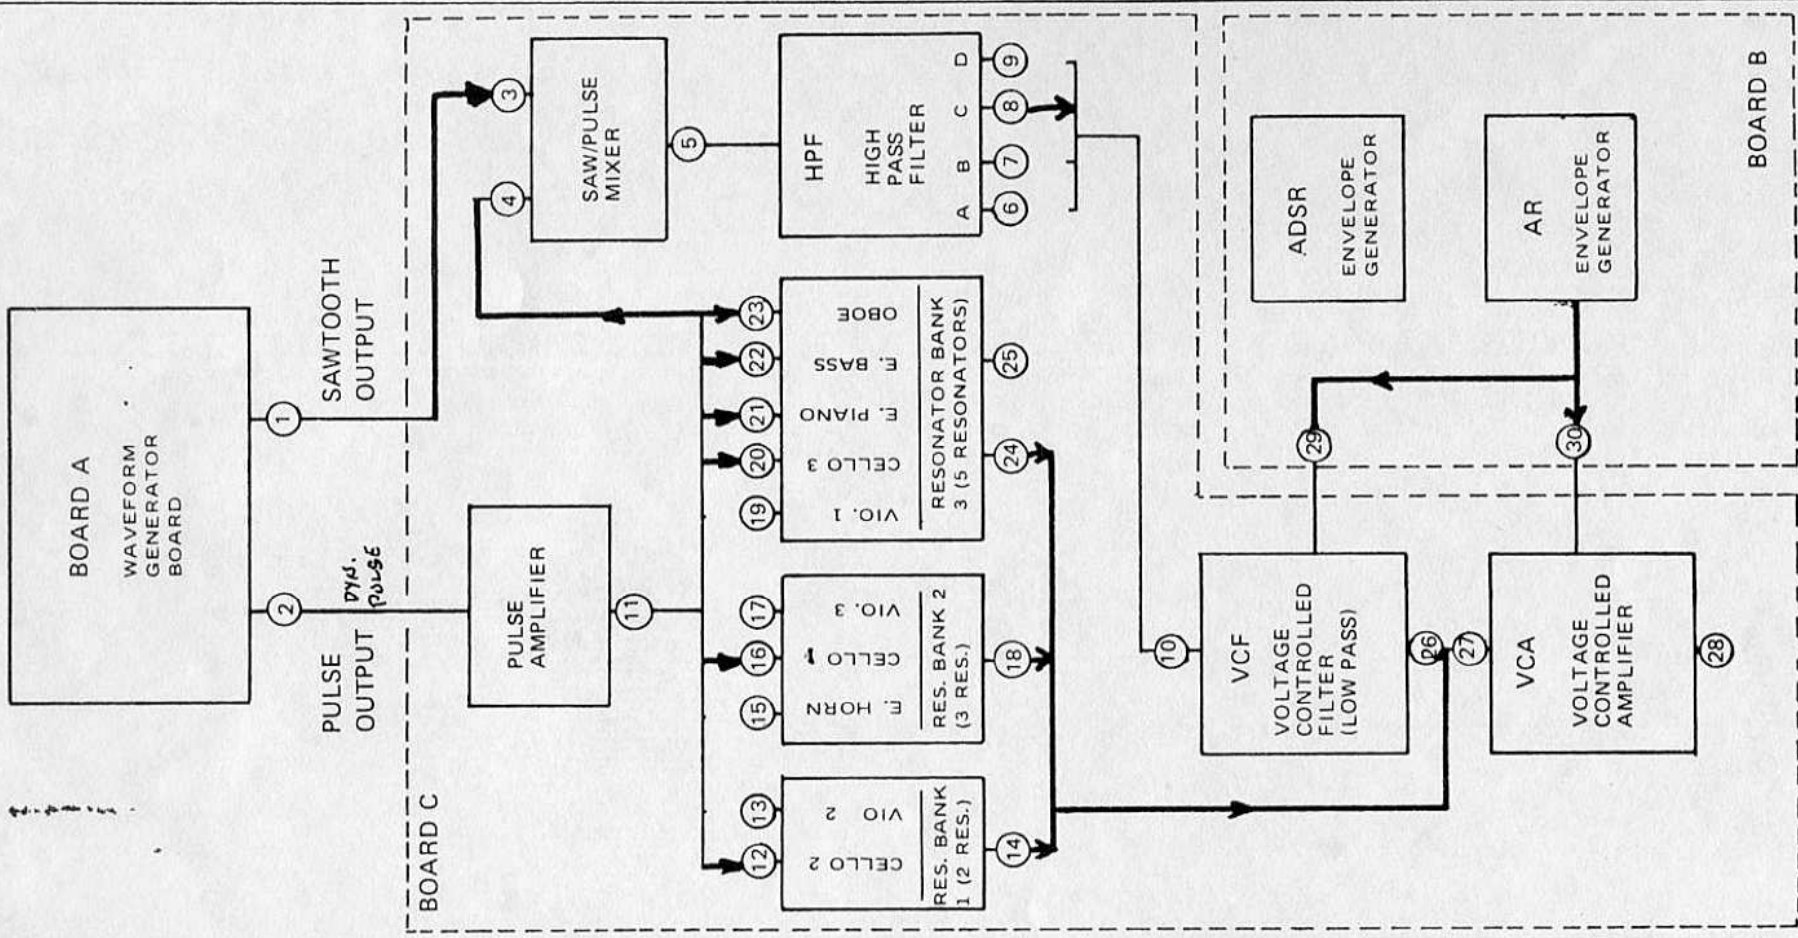 BOARD A
WAVEFORM
GENERATOR
BOARD
1
2
SAWTOOTH
OUTPUT
PULSE
OUTPUT
DYN.
PULSE
BOARD C
3
4
SAW/PULSE
MIXER
5
HPF
HIGH
PASS
FILTER
A
B
C
D
6
7
8
9
PULSE
AMPLIFIER
11
12
13
CELLO 2
VIO 2
RES. BANK
1 (2 RES.)
14
15
16
17
E. HORN
CELLO 1
VIO. 3
RES. BANK 2
(3 RES.)
18
19
20
21
22
23
VIO. 1
CELLO 3
E. PIANO
E. BASS
OBOE
RESONATOR BANK
3 (5 RESONATORS)
24
25
10
VCF
VOLTAGE
CONTROLLED
FILTER
(LOW PASS)
26
27
VCA
VOLTAGE
CONTROLLED
AMPLIFIER
28
29
30
ADSR
ENVELOPE
GENERATOR
AR
ENVELOPE
GENERATOR
BOARD B